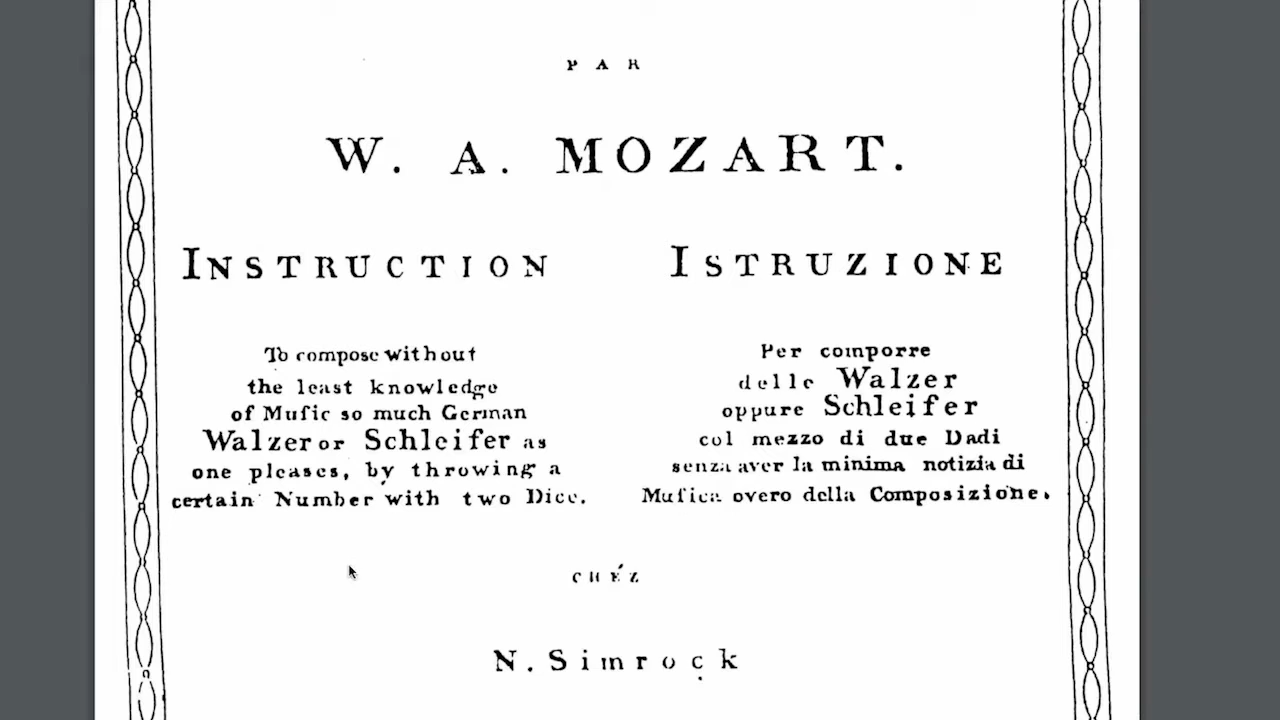 PAR
W. A. MOZART.
INSTRUCTION
To compose without
the least knowledge
of Muſic so much German
Walzer or Schleifer as
one pleases, by throwing a
certain Number with two Dice.
ISTRUZIONE
Per comporre
delle Walzer
oppure Schleifer
col mezzo di due Dadi
senza aver la minima notizia di
Muſica overo della Composizione.
CHÉZ
N. Simrock